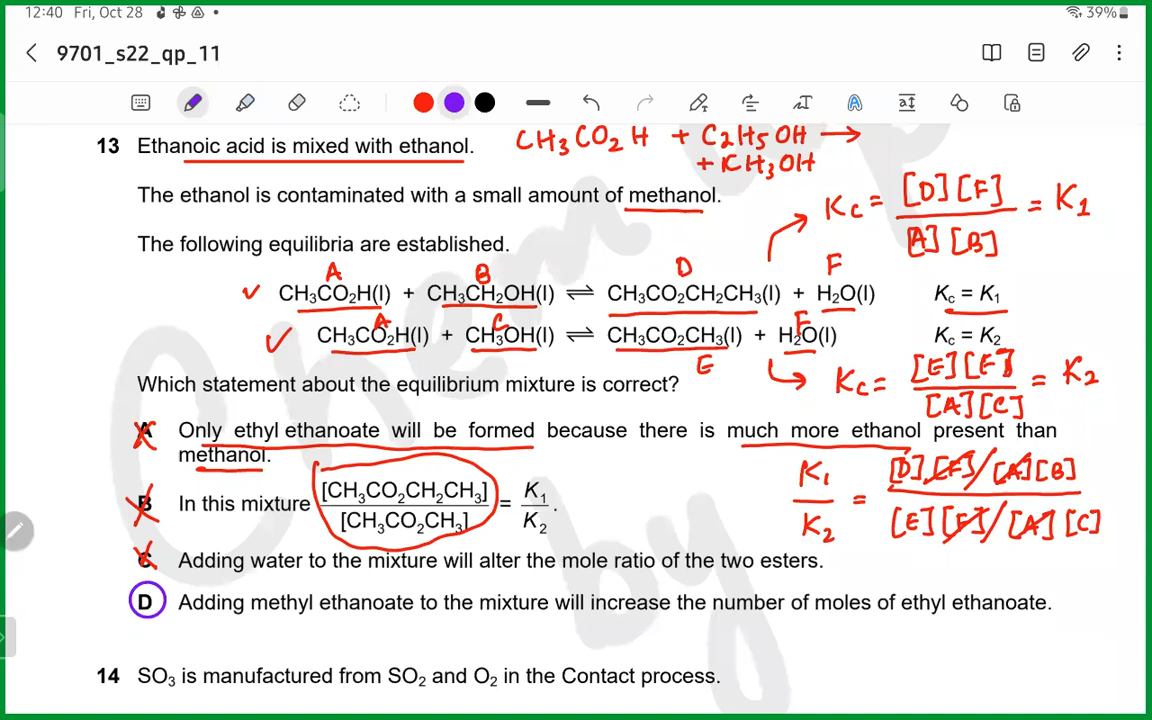 12:40 Fri, Oct 28 39%
9701_s22_qp_11
13 Ethanoic acid is mixed with ethanol. CH3CO2H + C2H5OH →
+ CH3OH
The ethanol is contaminated with a small amount of methanol.
Kc = [D][F] / [A][B] = K1
The following equilibria are established.
A B D F
✓ CH₃CO₂H(l) + CH₃CH₂OH(l) ⇌ CH₃CO₂CH₂CH₃(l) + H₂O(l) Kc = K₁
A C F
✓ CH₃CO₂H(l) + CH₃OH(l) ⇌ CH₃CO₂CH₃(l) + H₂O(l) Kc = K₂
E
Kc = [E][F] / [A][C] = K2
Which statement about the equilibrium mixture is correct?
A Only ethyl ethanoate will be formed because there is much more ethanol present than
methanol.
K1 / K2 = [D][F]/[A][B] / [E][F]/[A][C]
B In this mixture [CH₃CO₂CH₂CH₃] / [CH₃CO₂CH₃] = K₁ / K₂.
C Adding water to the mixture will alter the mole ratio of the two esters.
D Adding methyl ethanoate to the mixture will increase the number of moles of ethyl ethanoate.
14 SO₃ is manufactured from SO₂ and O₂ in the Contact process.
Chem up
by